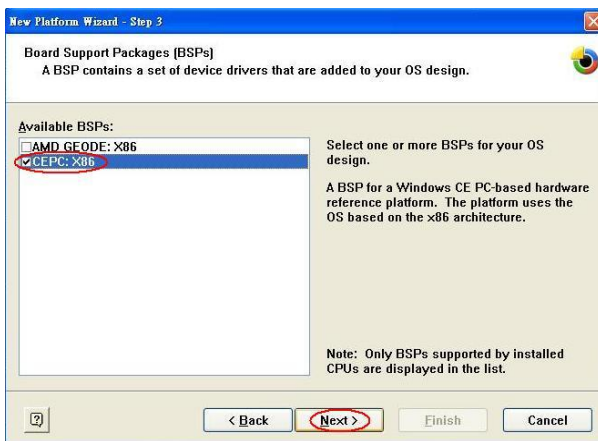 New Platform Wizard - Step 3
Board Support Packages (BSPs)
A BSP contains a set of device drivers that are added to your OS design.
Available BSPs:
AMD GEODE: X86
CEPC: X86
Select one or more BSPs for your OS
design.
A BSP for a Windows CE PC-based hardware
reference platform. The platform uses the
OS based on the x86 architecture.
Note: Only BSPs supported by installed
CPUs are displayed in the list.
< Back
Next >
Finish
Cancel